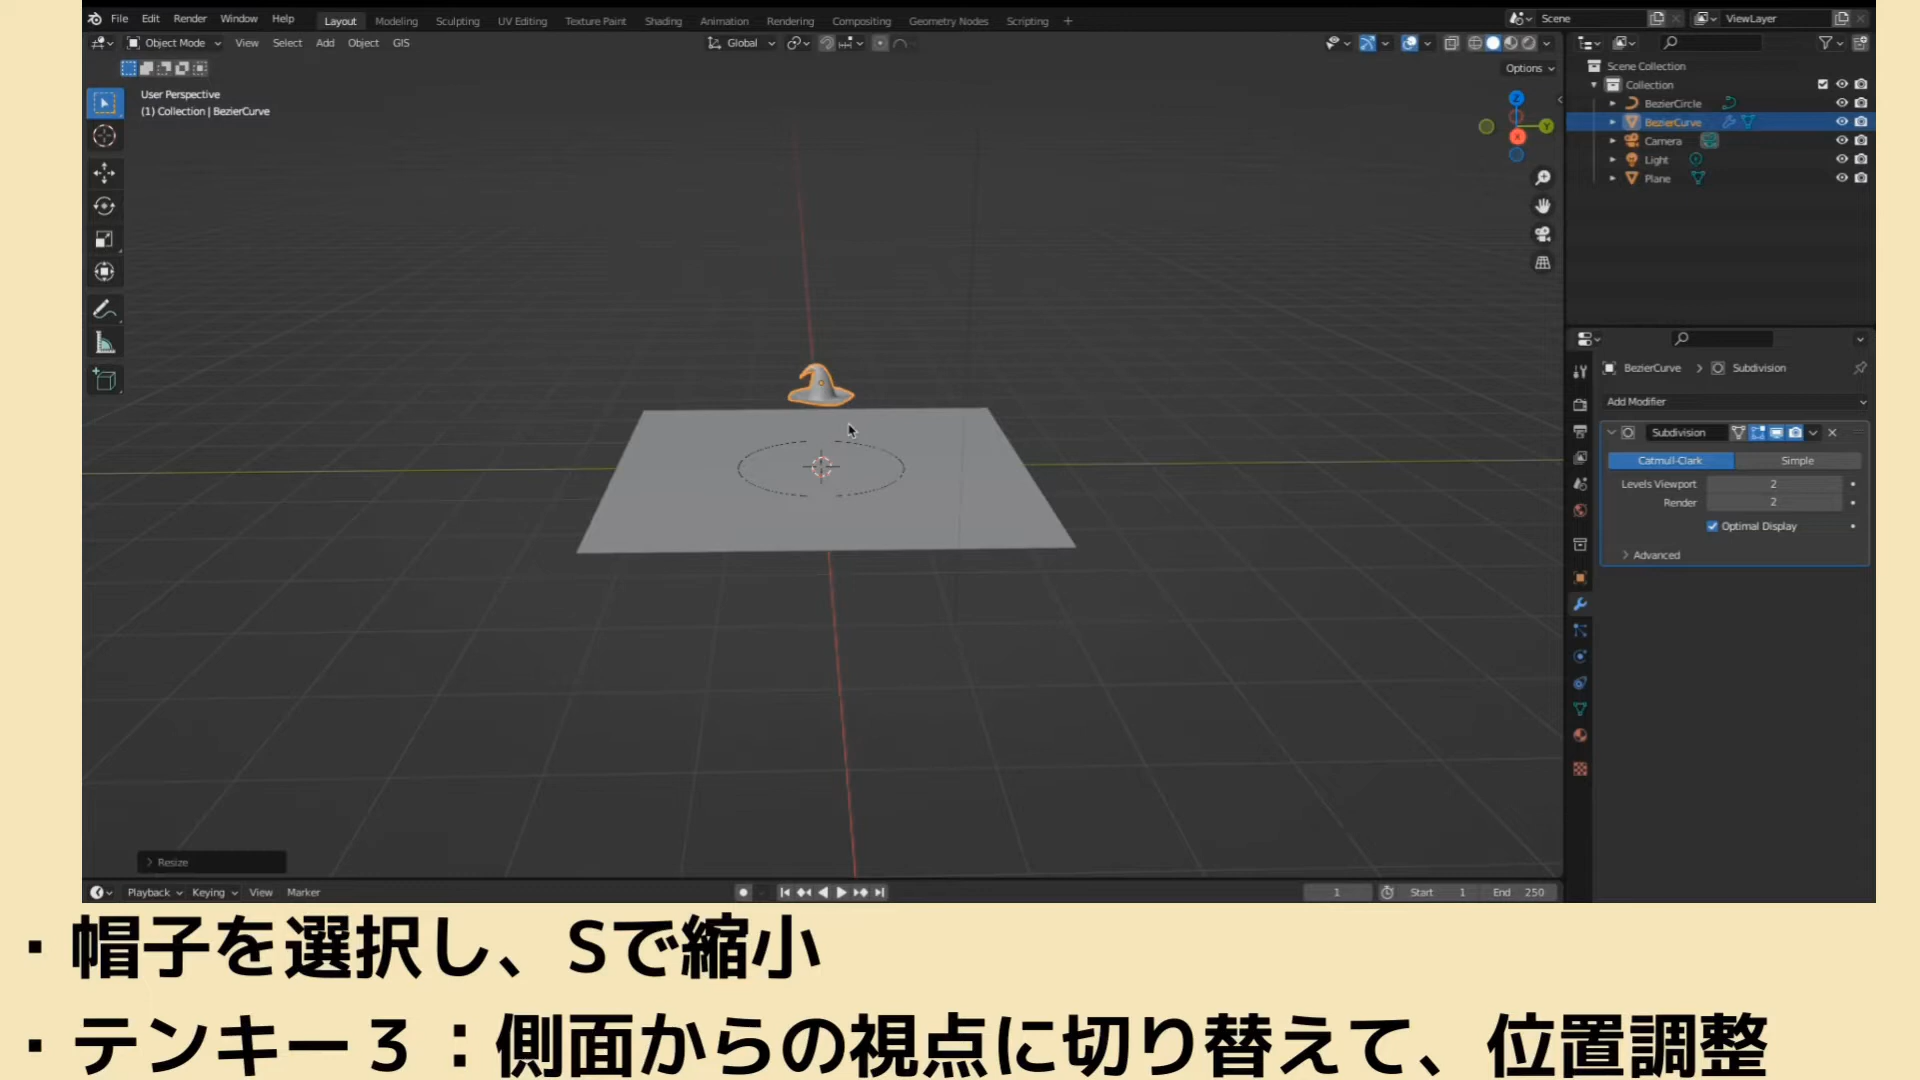 File Edit Render Window Help Layout Modeling Sculpting UV Editing Texture Paint Shading Animation Rendering Compositing Geometry Nodes Scripting + Scene ViewLayer
Object Mode View Select Add Object GIS Global
Options
User Perspective
(1) Collection | BezierCurve
Z
Y
X
Scene Collection
Collection
BezierCircle
BezierCurve
Camera
Light
Plane
BezierCurve > Subdivision
Add Modifier
Subdivision
Catmull-Clark Simple
Levels Viewport 2
Render 2
Optimal Display
Advanced
Resize
Playback Keying View Marker 1 Start 1 End 250
・帽子を選択し、Sで縮小
・テンキー３：側面からの視点に切り替えて、位置調整